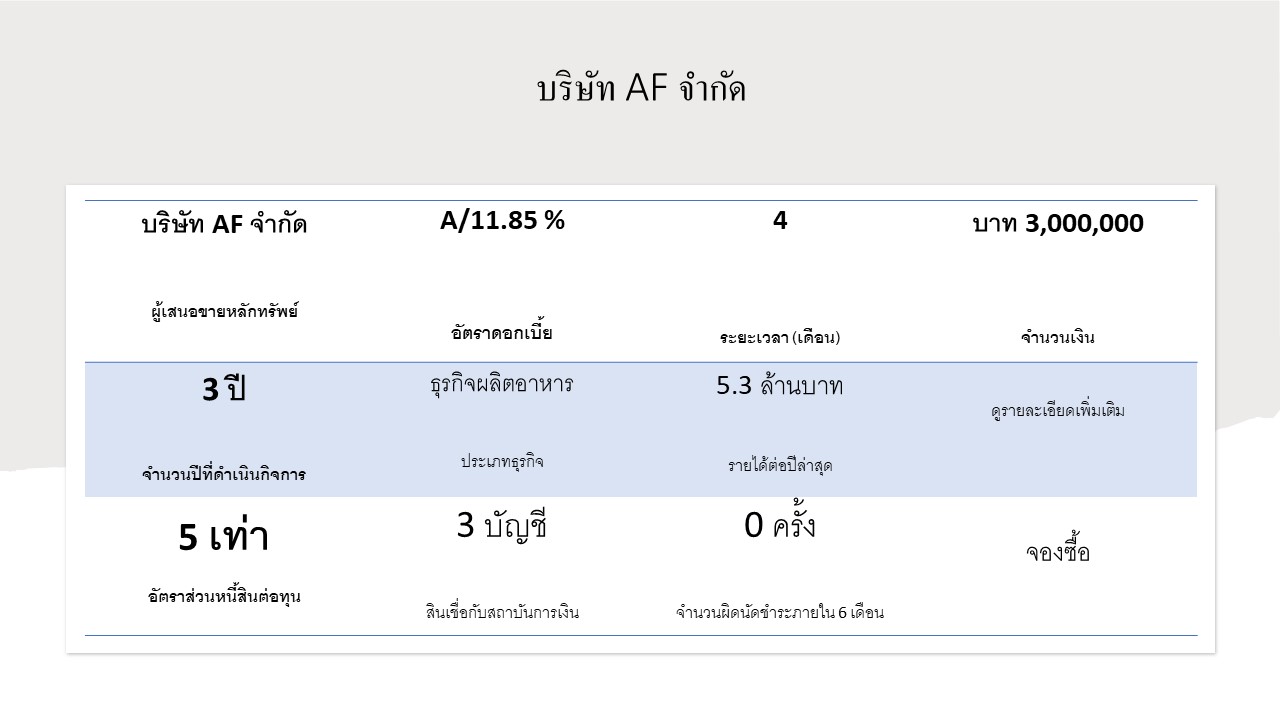 บริษัท AF จำกัด
บริษัท AF จำกัด
A/11.85 %
4
บาท 3,000,000
ผู้เสนอขายหลักทรัพย์
อัตราดอกเบี้ย
ระยะเวลา (เดือน)
จำนวนเงิน
3 ปี
ธุรกิจผลิตอาหาร
5.3 ล้านบาท
ดูรายละเอียดเพิ่มเติม
จำนวนปีที่ดำเนินกิจการ
ประเภทธุรกิจ
รายได้ต่อปีล่าสุด
5 เท่า
3 บัญชี
0 ครั้ง
จองซื้อ
อัตราส่วนหนี้สินต่อทุน
สินเชื่อกับสถาบันการเงิน
จำนวนผิดนัดชำระภายใน 6 เดือน